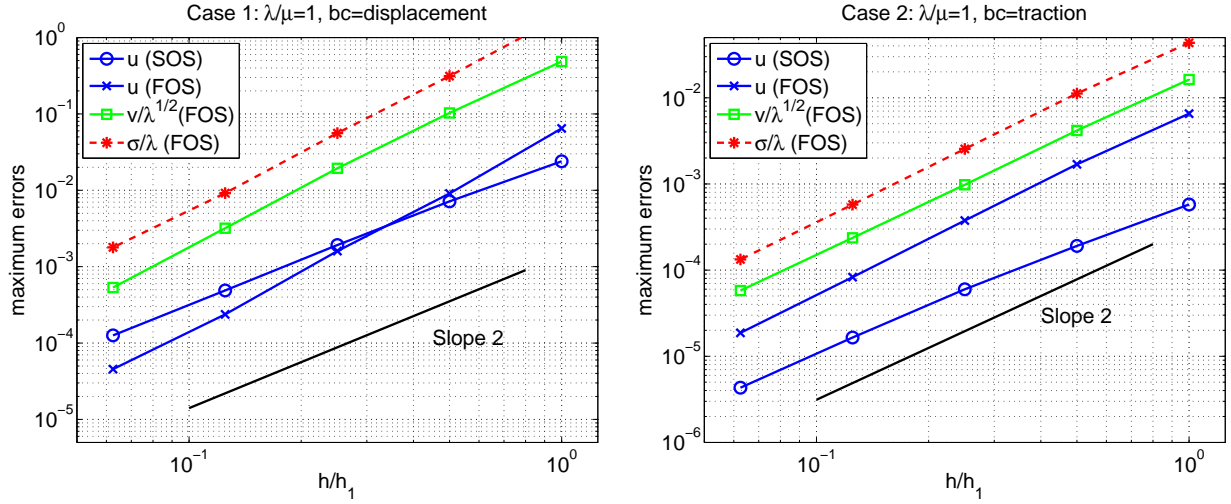 Case 1: λ/μ=1, bc=displacement
10^0
10^-1
10^-2
10^-3
10^-4
10^-5
maximum errors
u (SOS)
u (FOS)
v/λ^1/2(FOS)
σ/λ (FOS)
Slope 2
10^-1
10^0
h/h_1
Case 2: λ/μ=1, bc=traction
10^-2
10^-3
10^-4
10^-5
10^-6
maximum errors
u (SOS)
u (FOS)
v/λ^1/2(FOS)
σ/λ (FOS)
Slope 2
10^-1
10^0
h/h_1